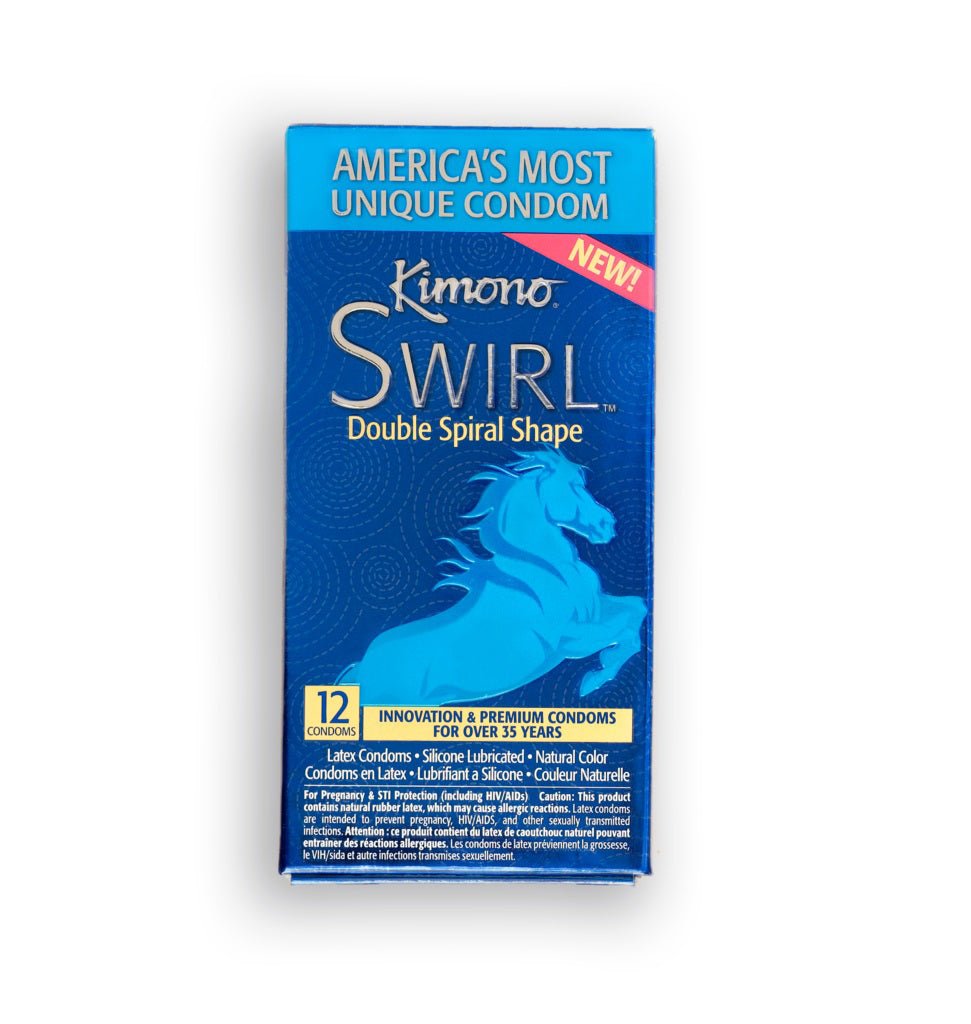 AMERICA'S MOST
UNIQUE CONDOM
NEW!
Kimono®
SWIRL™
Double Spiral Shape
12
CONDOMS
INNOVATION & PREMIUM CONDOMS
FOR OVER 35 YEARS
Latex Condoms • Silicone Lubricated • Natural Color
Condoms en Latex • Lubrifiant a Silicone • Couleur Naturelle
For Pregnancy & STI Protection (including HIV/AIDs) Caution: This product
contains natural rubber latex, which may cause allergic reactions. Latex condoms
are intended to prevent pregnancy, HIV/AIDS, and other sexually transmitted
infections. Attention : ce produit contient du latex de caoutchouc naturel pouvant
entraîner des réactions allergiques. Les condoms de latex préviennent la grossesse,
le VIH/sida et autre infections transmises sexuellement.